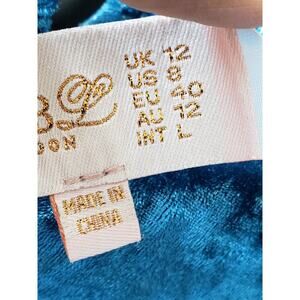 UK 12
US 8
EU 40
AU 12
INT L
MADE IN
CHINA